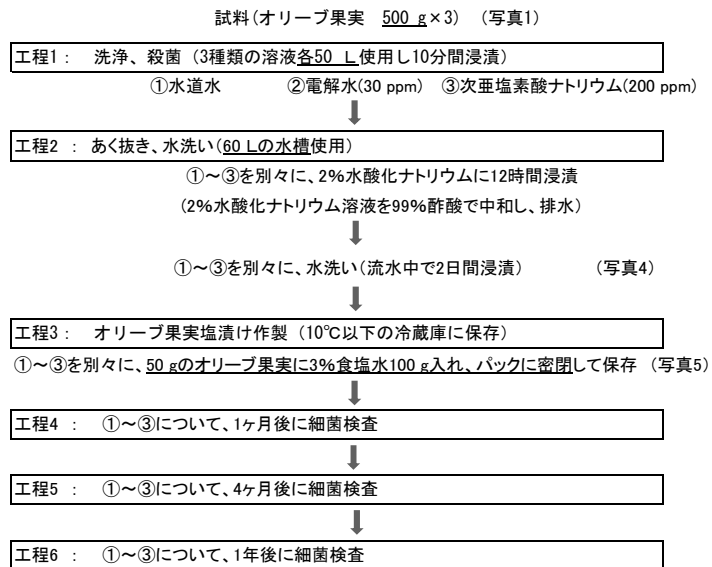 試料(オリーブ果実　500 g×3)　(写真1)
工程1：　洗浄、殺菌 (3種類の溶液各50 L使用し10分間浸漬)
①水道水　②電解水(30 ppm)　③次亜塩素酸ナトリウム(200 ppm)
工程2：　あく抜き、水洗い(60 Lの水槽使用)
①～③を別々に、2%水酸化ナトリウムに12時間浸漬
(2%水酸化ナトリウム溶液を99%酢酸で中和し、排水)
①～③を別々に、水洗い(流水中で2日間浸漬)　(写真4)
工程3：　オリーブ果実塩漬け作製 (10℃以下の冷蔵庫に保存)
①～③を別々に、50 gのオリーブ果実に3%食塩水100 g入れ、パックに密閉して保存　(写真5)
工程4　：　①～③について、1ヶ月後に細菌検査
工程5　：　①～③について、4ヶ月後に細菌検査
工程6　：　①～③について、1年後に細菌検査